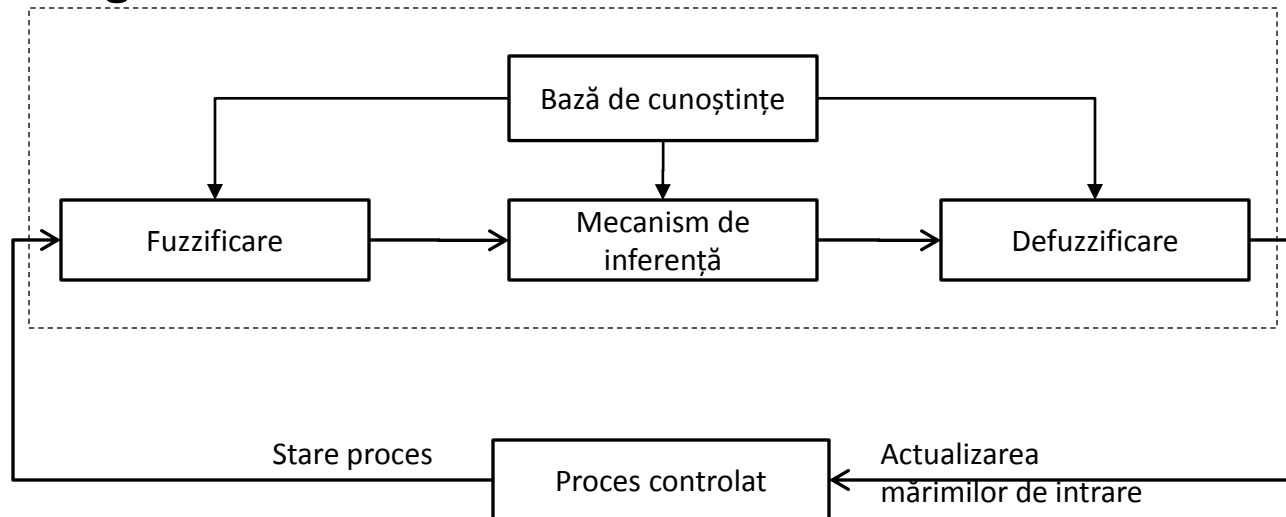 Bază de cunoștințe
Fuzzificare
Mecanism de
inferență
Defuzzificare
Stare proces
Proces controlat
Actualizarea
mărimilor de intrare